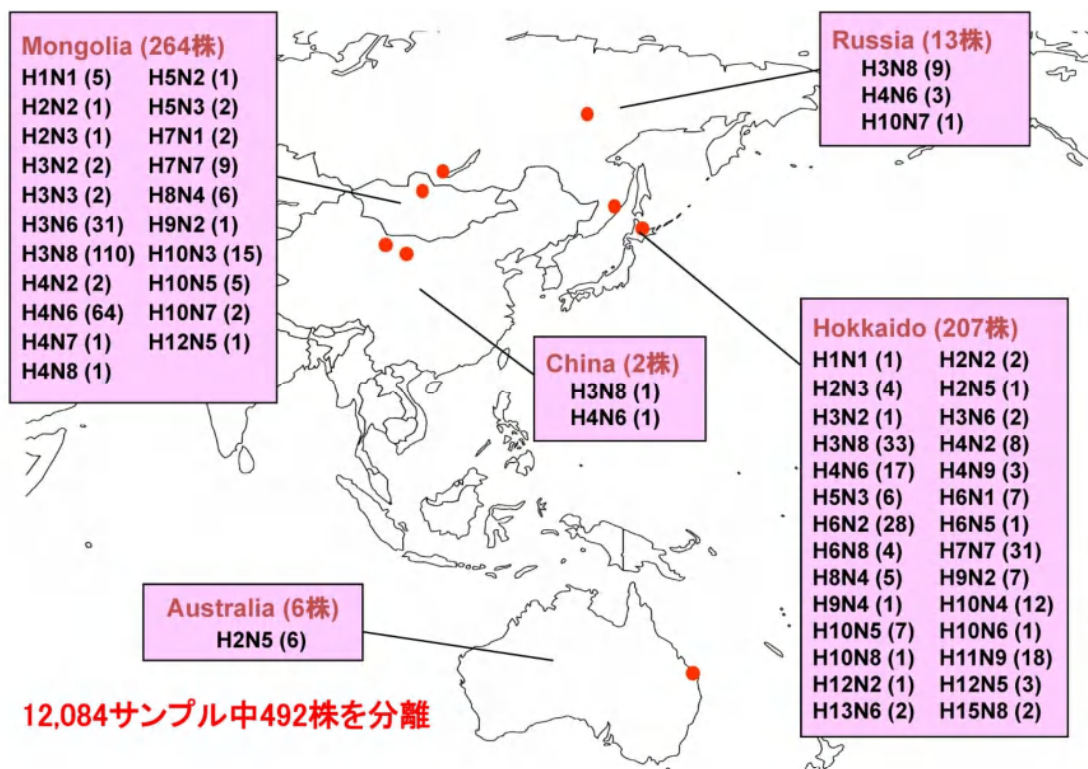 Mongolia (264株)
H1N1 (5) H5N2 (1)
H2N2 (1) H5N3 (2)
H2N3 (1) H7N1 (2)
H3N2 (2) H7N7 (9)
H3N3 (2) H8N4 (6)
H3N6 (31) H9N2 (1)
H3N8 (110) H10N3 (15)
H4N2 (2) H10N5 (5)
H4N6 (64) H10N7 (2)
H4N7 (1) H12N5 (1)
H4N8 (1)
Russia (13株)
H3N8 (9)
H4N6 (3)
H10N7 (1)
China (2株)
H3N8 (1)
H4N6 (1)
Hokkaido (207株)
H1N1 (1) H2N2 (2)
H2N3 (4) H2N5 (1)
H3N2 (1) H3N6 (2)
H3N8 (33) H4N2 (8)
H4N6 (17) H4N9 (3)
H5N3 (6) H6N1 (7)
H6N2 (28) H6N5 (1)
H6N8 (4) H7N7 (31)
H8N4 (5) H9N2 (7)
H9N4 (1) H10N4 (12)
H10N5 (7) H10N6 (1)
H10N8 (1) H11N9 (18)
H12N2 (1) H12N5 (3)
H13N6 (2) H15N8 (2)
Australia (6株)
H2N5 (6)
12,084サンプル中492株を分離